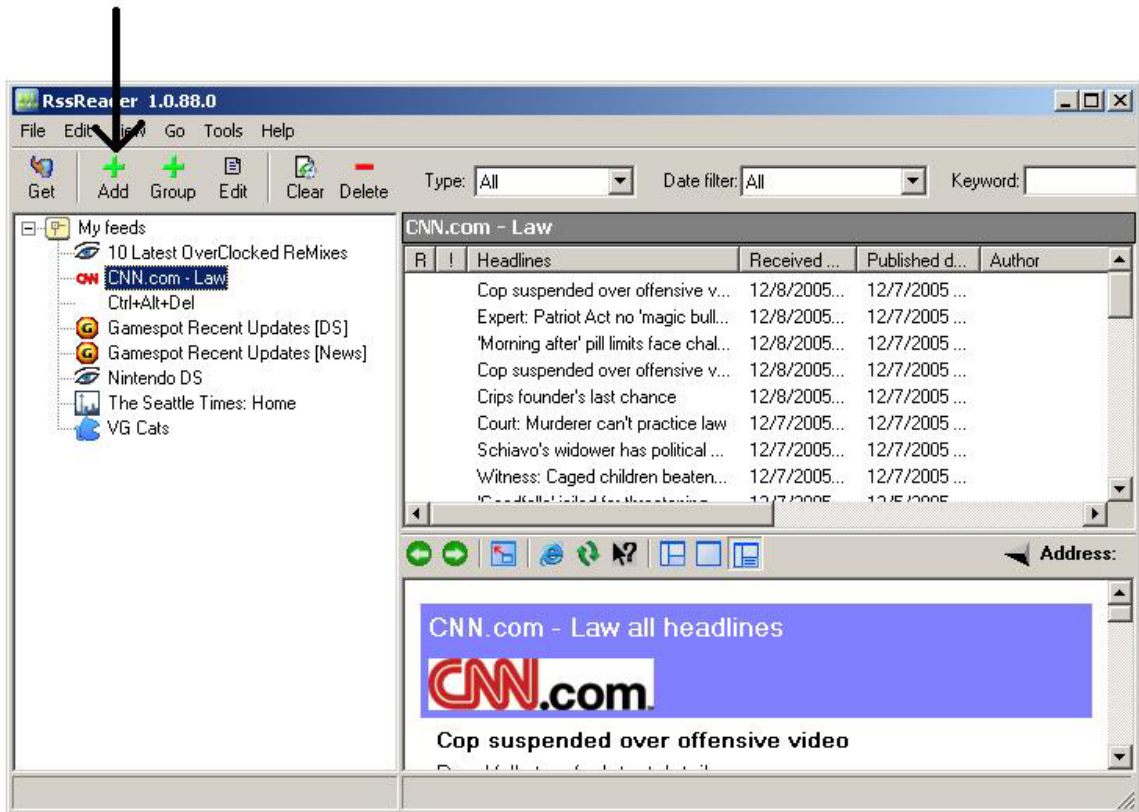 RssReader 1.0.88.0
File Edit View Go Tools Help
Get Add Group Edit Clear Delete Type: All Date filter: All Keyword:
My feeds
10 Latest OverClocked ReMixes
CNN.com - Law
Ctrl+Alt+Del
Gamespot Recent Updates [DS]
Gamespot Recent Updates [News]
Nintendo DS
The Seattle Times: Home
VG Cats
CNN.com - Law
R ! Headlines Received ... Published d... Author
Cop suspended over offensive v... 12/8/2005... 12/7/2005 ...
Expert: Patriot Act no 'magic bull... 12/8/2005... 12/7/2005 ...
'Morning after' pill limits face chal... 12/8/2005... 12/7/2005 ...
Cop suspended over offensive v... 12/8/2005... 12/7/2005 ...
Crips founder's last chance 12/8/2005... 12/7/2005 ...
Court: Murderer can't practice law 12/7/2005... 12/7/2005 ...
Schiavo's widower has political ... 12/7/2005... 12/7/2005 ...
Witness: Caged children beaten... 12/7/2005... 12/7/2005 ...
Address:
CNN.com - Law all headlines
CNN.com.
Cop suspended over offensive video